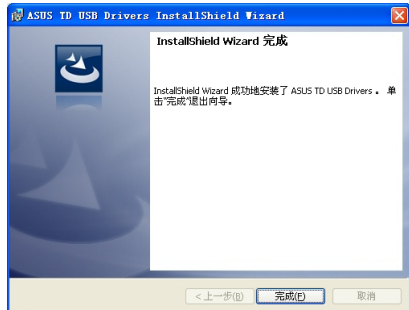 ASUS TD USB Drivers InstallShield Wizard
InstallShield Wizard 完成
InstallShield Wizard 成功地安装了 ASUS TD USB Drivers 。 单
击“完成”退出向导。
< 上一步(B) 完成(F) 取消